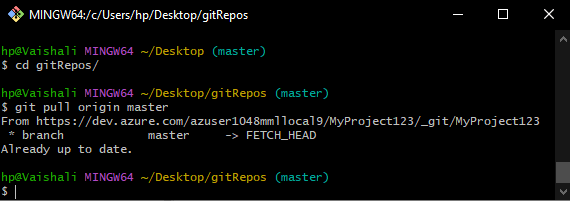 MINGW64:/c/Users/hp/Desktop/gitRepos
hp@Vaishali MINGW64 ~/Desktop (master)
$ cd gitRepos/
hp@Vaishali MINGW64 ~/Desktop/gitRepos (master)
$ git pull origin master
From https://dev.azure.com/azuser1048mmllocal9/MyProject123/_git/MyProject123
 * branch            master     -> FETCH_HEAD
Already up to date.
hp@Vaishali MINGW64 ~/Desktop/gitRepos (master)
$